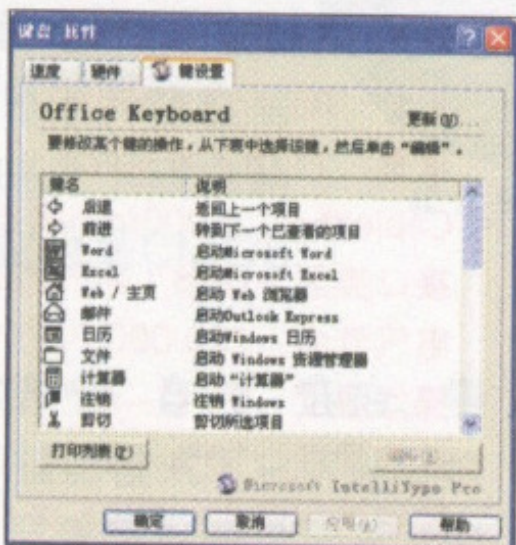 键盘 属性
速度 硬件 键设置
Office Keyboard 更新(U)...
要修改某个键的操作，从下表中选择该键，然后单击“编辑”。
键名 说明
后退 返回上一个项目
前进 转到下一个已查看的项目
Word 启动Microsoft Word
Excel 启动Microsoft Excel
Web / 主页 启动 Web 浏览器
邮件 启动Outlook Express
日历 启动Windows 日历
文件 启动 Windows 资源管理器
计算器 启动“计算器”
注销 注销 Windows
剪切 剪切所选项目
打印列表(P)
Microsoft IntelliType Pro
确定 取消 应用(A) 帮助